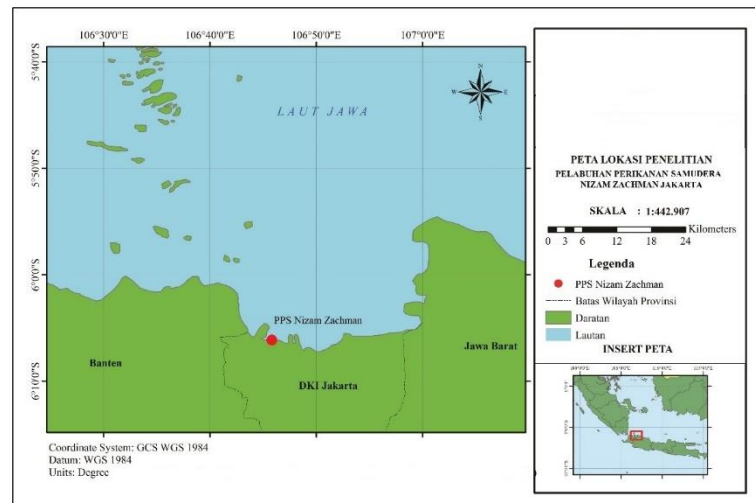 106°30'0"E 106°40'0"E 106°50'0"E 107°0'0"E
5°40'0"S
5°50'0"S
6°0'0"S
6°10'0"S
N
W E
S
LAUT JAWA
PPS Nizam Zachman
Banten
DKI Jakarta
Jawa Barat
Coordinate System: GCS WGS 1984
Datum: WGS 1984
Units: Degree
PETA LOKASI PENELITIAN
PELABUHAN PERIKANAN SAMUDERA
NIZAM ZACHMAN JAKARTA
SKALA : 1:442.907
Kilometers
0 3 6 12 18 24
Legenda
PPS Nizam Zachman
Batas Wilayah Provinsi
Daratan
Lautan
INSERT PETA